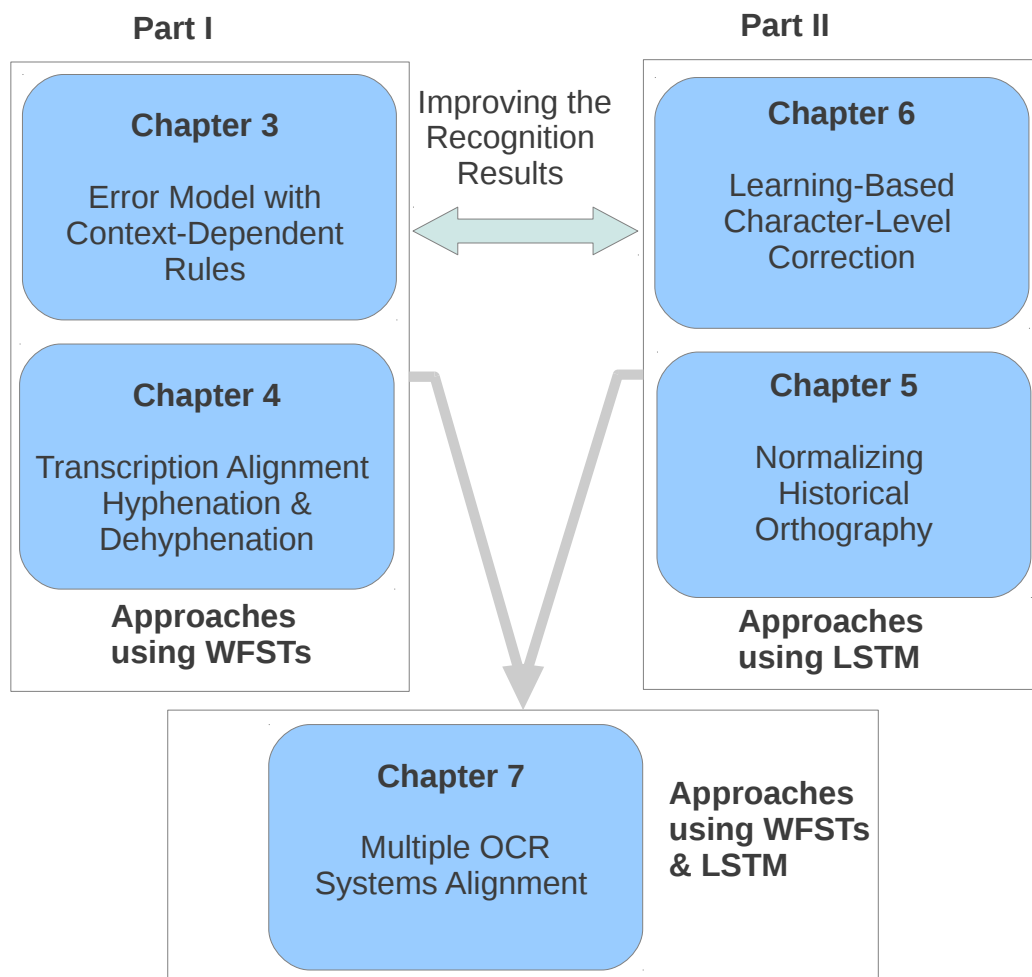 Part I
Chapter 3
Error Model with
Context-Dependent
Rules
Chapter 4
Transcription Alignment
Hyphenation &
Dehyphenation
Approaches
using WFSTs
Improving the
Recognition
Results
Part II
Chapter 6
Learning-Based
Character-Level
Correction
Chapter 5
Normalizing
Historical
Orthography
Approaches
using LSTM
Chapter 7
Multiple OCR
Systems Alignment
Approaches
using WFSTs
& LSTM